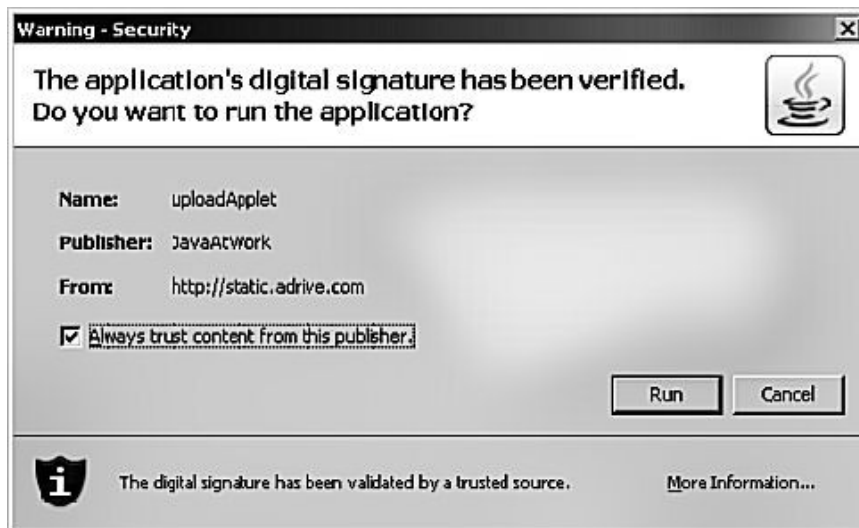 Warning - Security
The application's digital signature has been verified.
Do you want to run the application?
Name: uploadApplet
Publisher: JavaAtWork
From: http://static.adrive.com
Always trust content from this publisher.
Run Cancel
The digital signature has been validated by a trusted source. More Information...